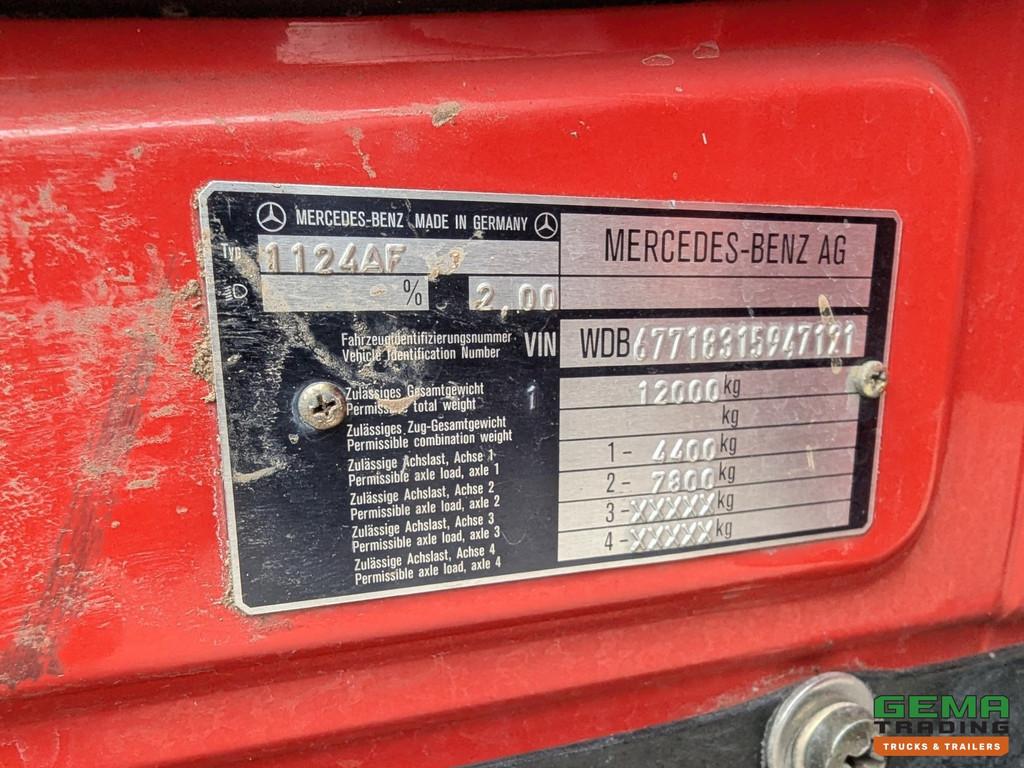 MERCEDES-BENZ MADE IN GERMANY
MERCEDES-BENZ AG
Typ 1124AF
% 2.00
Fahrzeugidentifizierungsnummer
Vehicle Identification Number
VIN WDB67718315947121
Zulässiges Gesamtgewicht
Permissible total weight
1 12000 kg
Zulässiges Zug-Gesamtgewicht
Permissible combination weight
kg
Zulässige Achslast, Achse 1
Permissible axle load, axle 1
1- 4400 kg
Zulässige Achslast, Achse 2
Permissible axle load, axle 2
2- 7800 kg
Zulässige Achslast, Achse 3
Permissible axle load, axle 3
3- XXXXX kg
Zulässige Achslast, Achse 4
Permissible axle load, axle 4
4- XXXXX kg
GEMA
TRADING
TRUCKS & TRAILERS